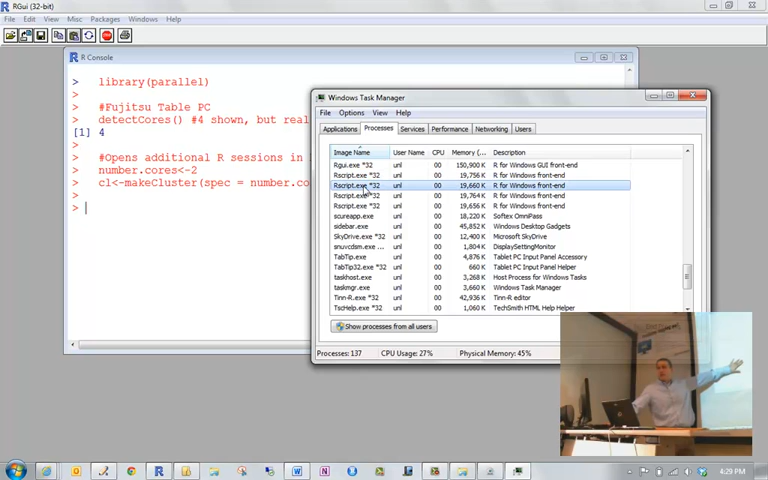 RGui (32-bit)
File Edit View Misc Packages Windows Help
R Console
> library(parallel)
>
> #Fujitsu Table PC
> detectCores() #4 shown, but real
[1] 4
>
> #Opens additional R sessions in
> number.cores<-2
> cl<-makeCluster(spec = number.co
>
>
Windows Task Manager
File Options View Help
Applications Processes Services Performance Networking Users
Image Name User Name CPU Memory (... Description
Rgui.exe *32 unl 00 150,900 K R for Windows GUI front-end
Rscript.exe *32 unl 00 19,756 K R for Windows front-end
Rscript.exe *32 unl 00 19,660 K R for Windows front-end
Rscript.exe *32 unl 00 19,764 K R for Windows front-end
Rscript.exe *32 unl 00 19,656 K R for Windows front-end
scureapp.exe unl 00 18,220 K Softex OmniPass
sidebar.exe unl 00 45,852 K Windows Desktop Gadgets
SkyDrive.exe *32 unl 00 12,400 K Microsoft SkyDrive
snuvcdsm.exe ... unl 00 1,804 K DisplaySettingMonitor
TabTip.exe unl 00 4,876 K Tablet PC Input Panel Accessory
TabTip32.exe *32 unl 00 660 K Tablet PC Input Panel Helper
taskhost.exe unl 00 3,268 K Host Process for Windows Tasks
taskmgr.exe unl 00 3,660 K Windows Task Manager
Tinn-R.exe *32 unl 00 42,936 K Tinn-R editor
TscHelp.exe *32 unl 00 1,060 K TechSmith HTML Help Helper
Show processes from all users
Processes: 137 CPU Usage: 27% Physical Memory: 45%
4:29 PM